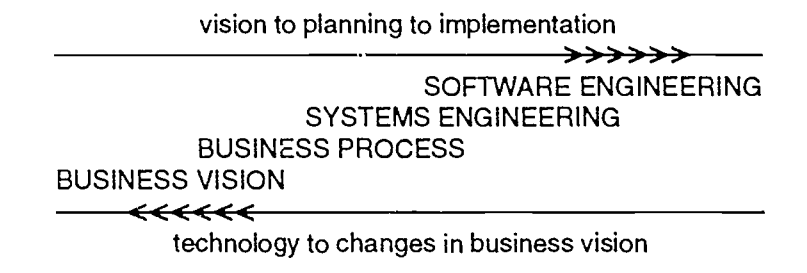 vision to planning to implementation
SOFTWARE ENGINEERING
SYSTEMS ENGINEERING
BUSINESS PROCESS
BUSINESS VISION
technology to changes in business vision